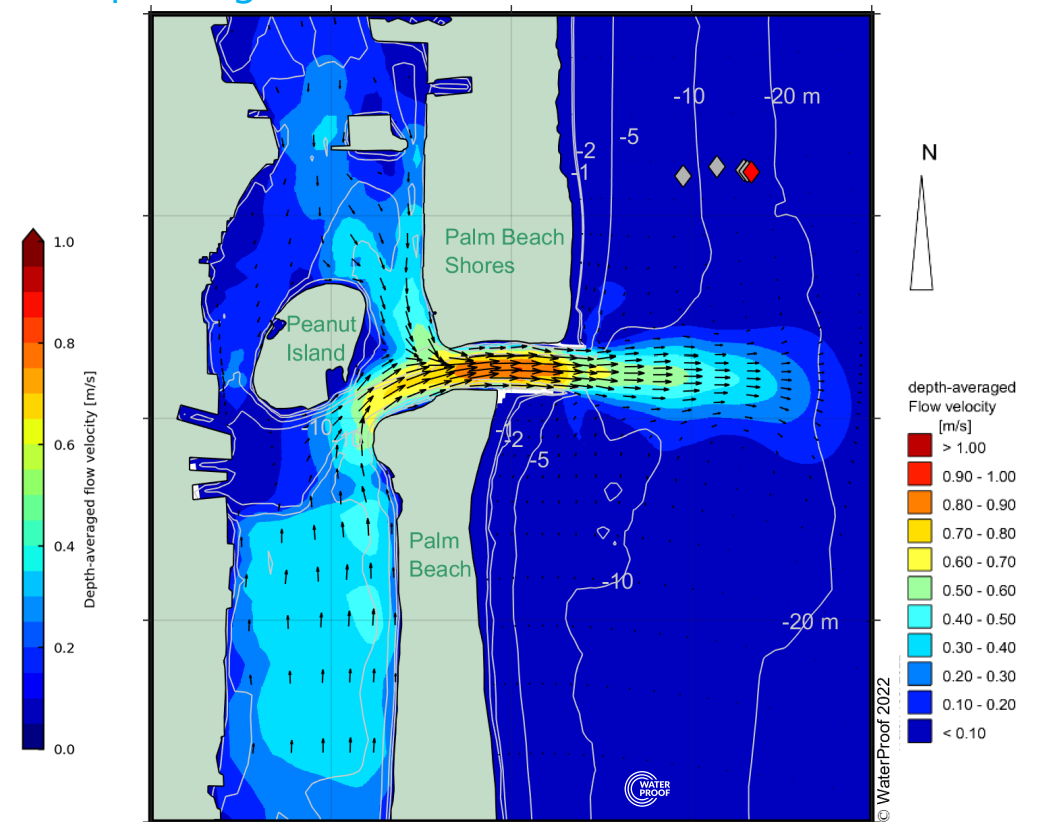 -10
-20 m
-5
-2
-1
N
Palm Beach
Shores
Peanut
Island
-10
-10
-1
-2
-5
Palm
Beach
-10
-20 m
WATER
PROOF
© WaterProof 2022
1.0
0.8
0.6
0.4
0.2
0.0
Depth-averaged flow velocity [m/s]
depth-averaged
Flow velocity
[m/s]
> 1.00
0.90 - 1.00
0.80 - 0.90
0.70 - 0.80
0.60 - 0.70
0.50 - 0.60
0.40 - 0.50
0.30 - 0.40
0.20 - 0.30
0.10 - 0.20
< 0.10